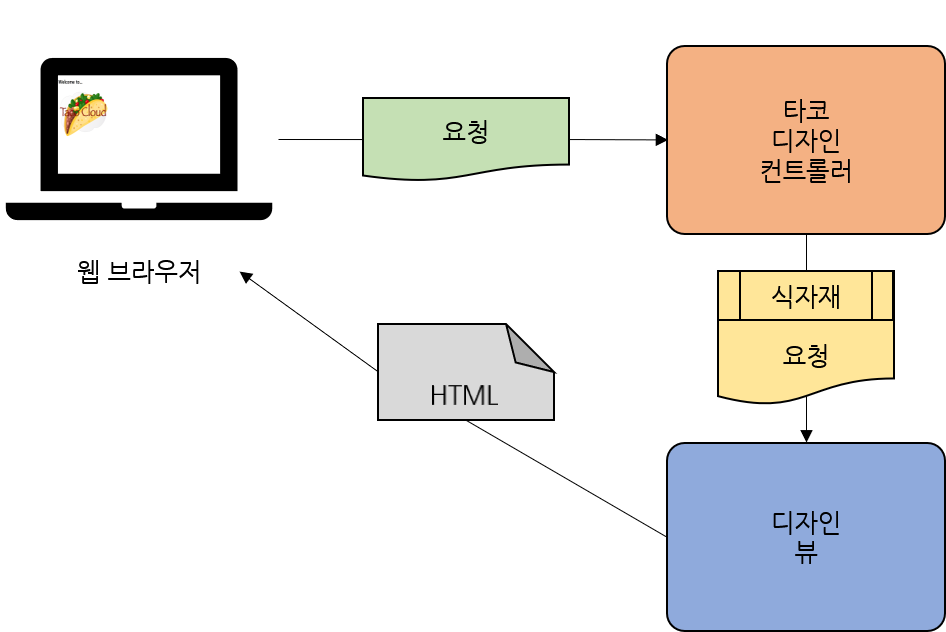 Welcome to...
Taco Cloud
요청
타코
디자인
컨트롤러
웹 브라우저
식자재
요청
HTML
디자인
뷰